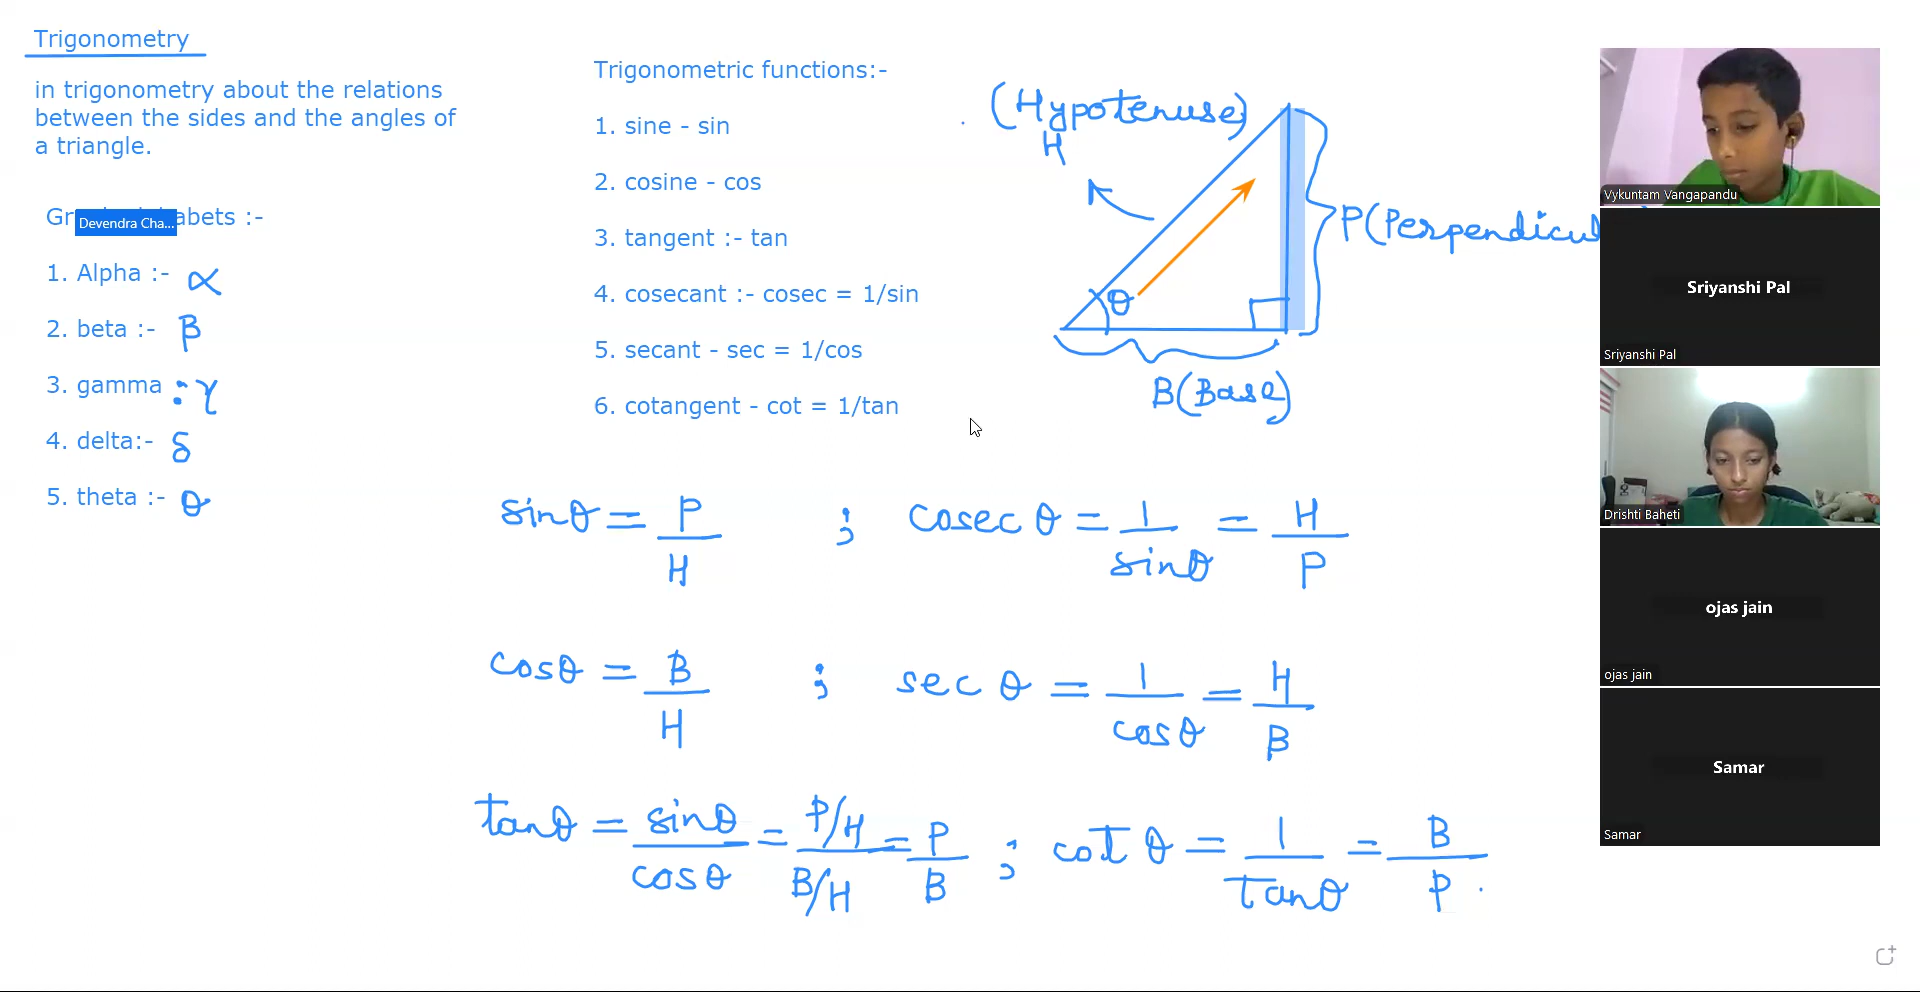 Trigonometry
in trigonometry about the relations
between the sides and the angles of
a triangle.
Devendra Cha...
abets :-
1. Alpha :- α
2. beta :- β
3. gamma : γ
4. delta:- δ
5. theta :- θ
Trigonometric functions:-
1. sine - sin
2. cosine - cos
3. tangent :- tan
4. cosecant :- cosec = 1/sin
5. secant - sec = 1/cos
6. cotangent - cot = 1/tan
(Hypotenuse)
H
P(Perpendicul
θ
B(Base)
sinθ = P/H ; cosec θ = 1/sinθ = H/P
cosθ = B/H ; sec θ = 1/cosθ = H/B
tanθ = sinθ/cosθ = P/H / B/H = P/B ; cot θ = 1/tanθ = B/P .
Vykuntam Vangapandu
Sriyanshi Pal
Sriyanshi Pal
Drishti Baheti
ojas jain
ojas jain
Samar
Samar